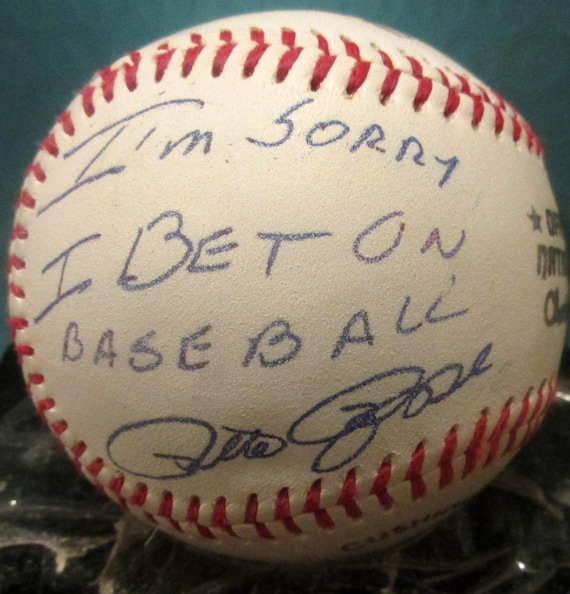 I'm SORRY
I BET ON
BASEBALL
Pete Rose